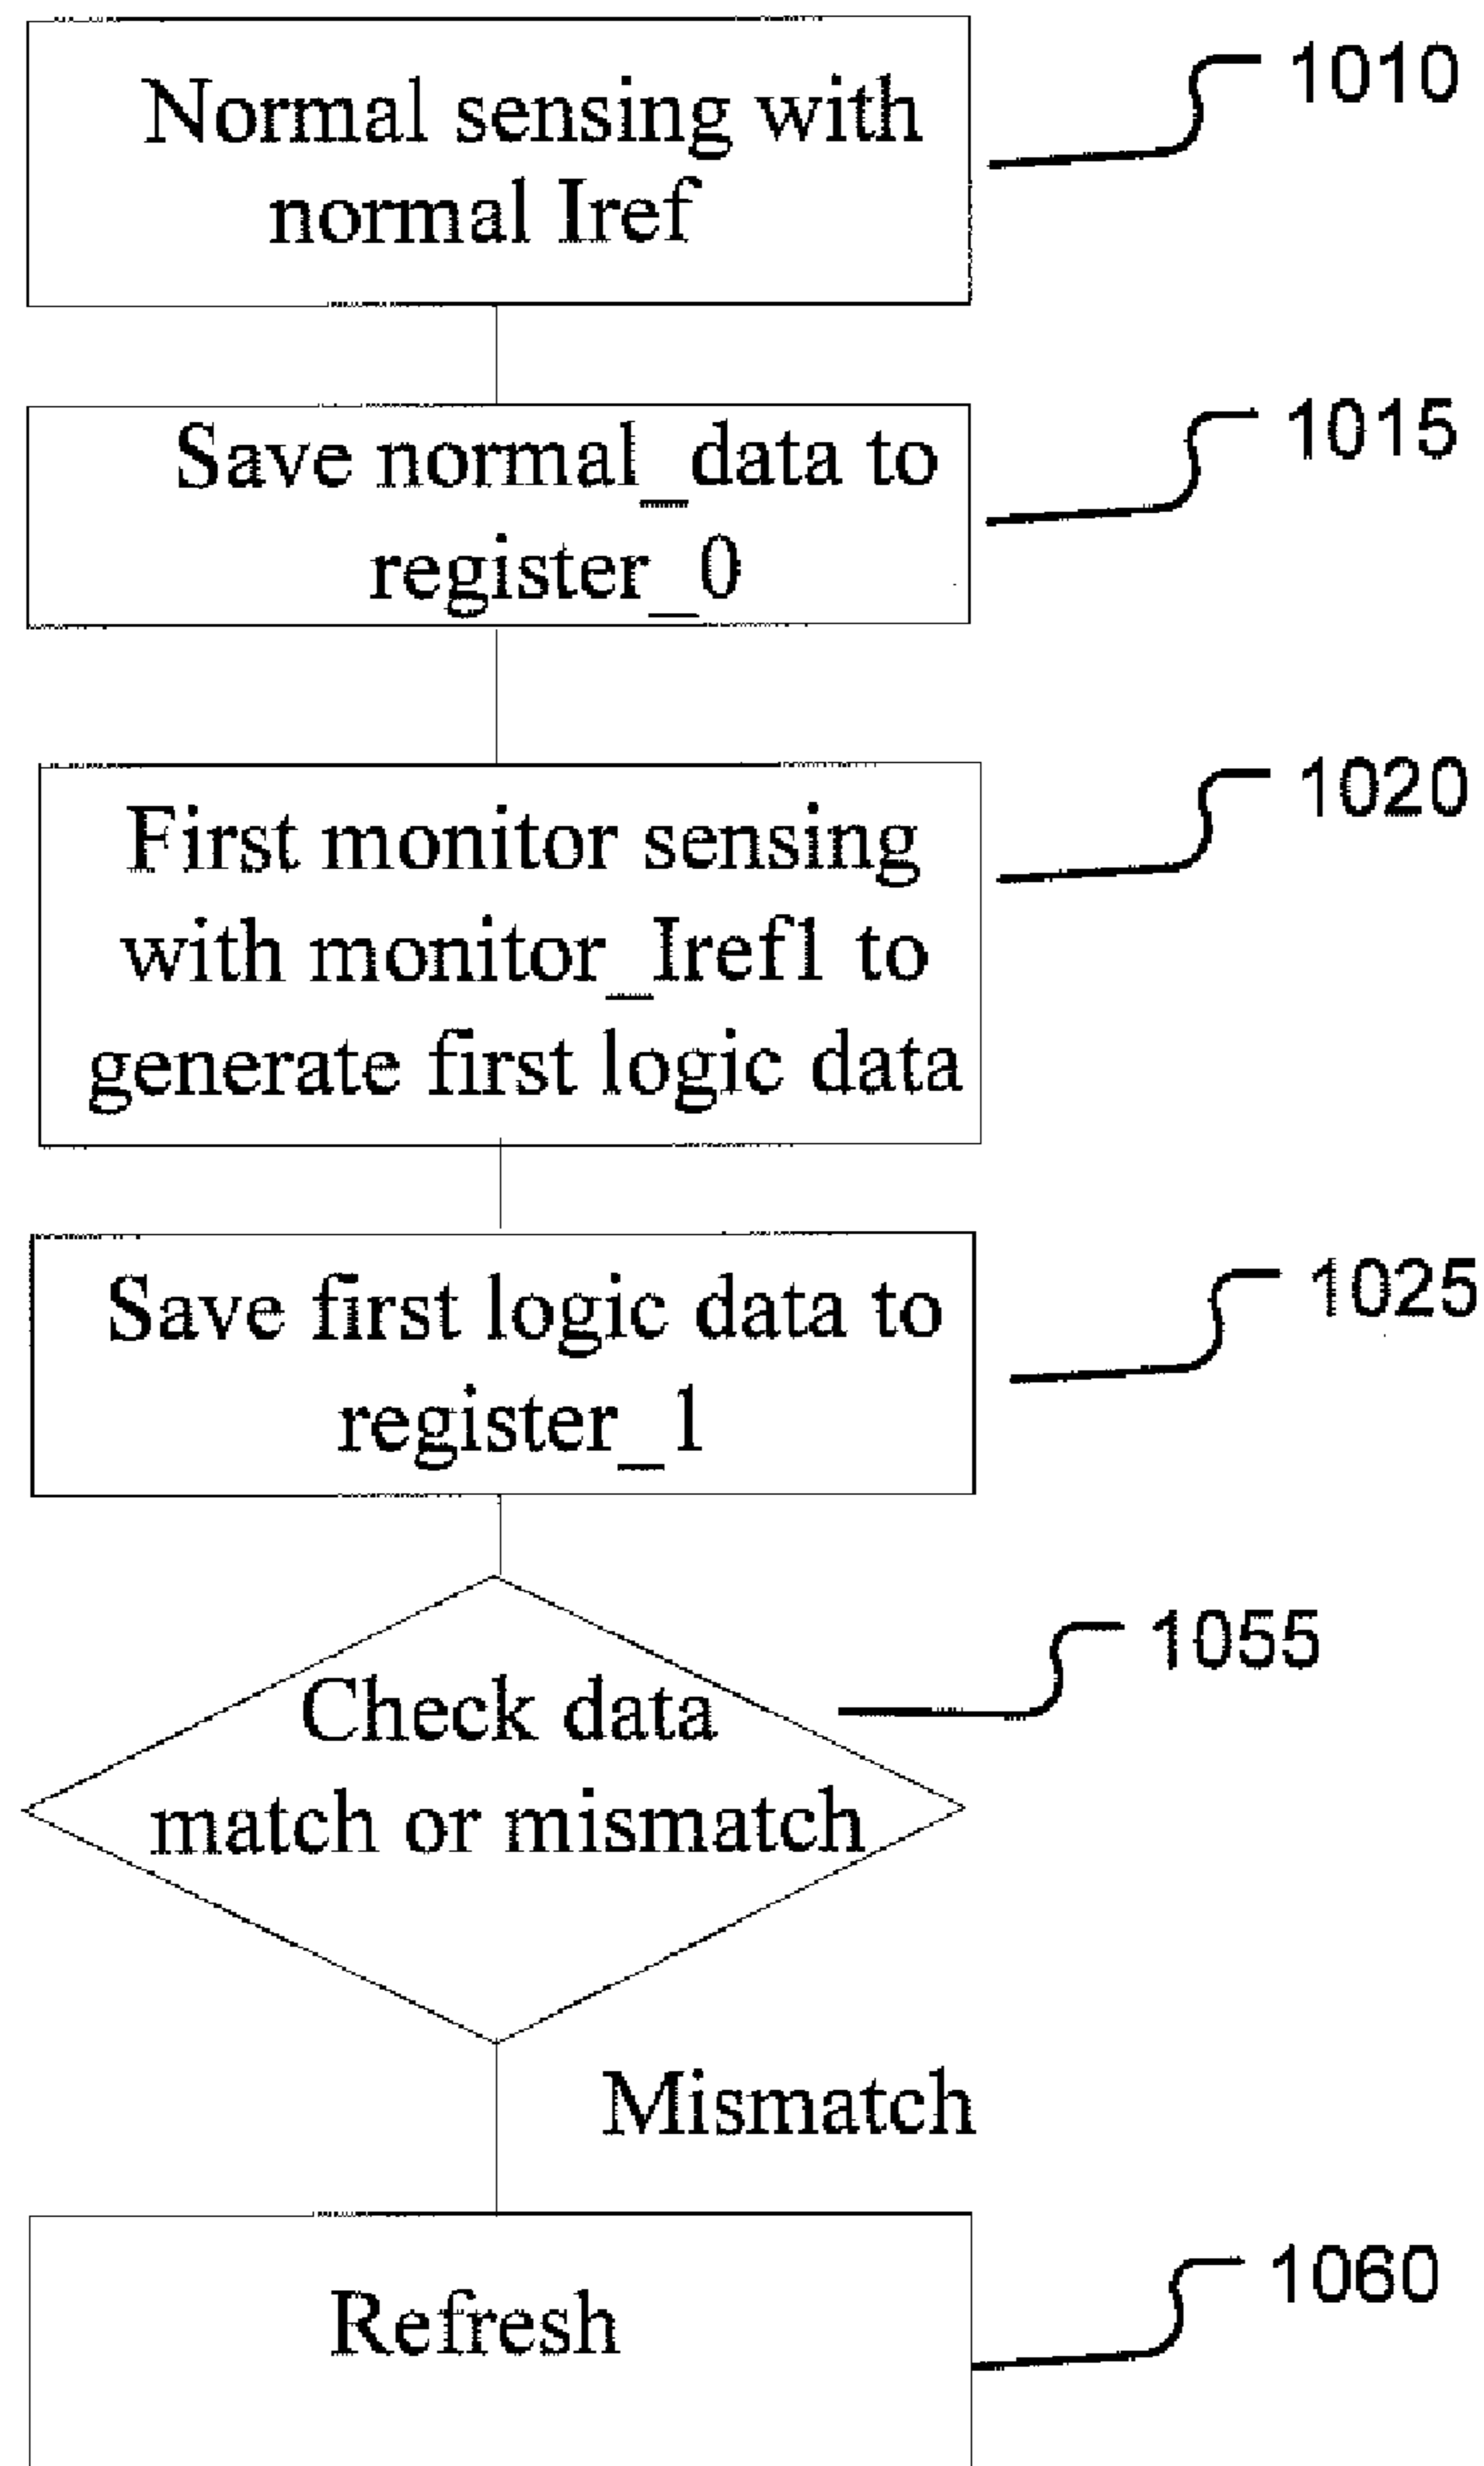 Normal sensing with
normal Iref
1010
Save normal_data to
register_0
1015
First monitor sensing
with monitor_Iref1 to
generate first logic data
1020
Save first logic data to
register_1
1025
Check data
match or mismatch
1055
Mismatch
Refresh
1060